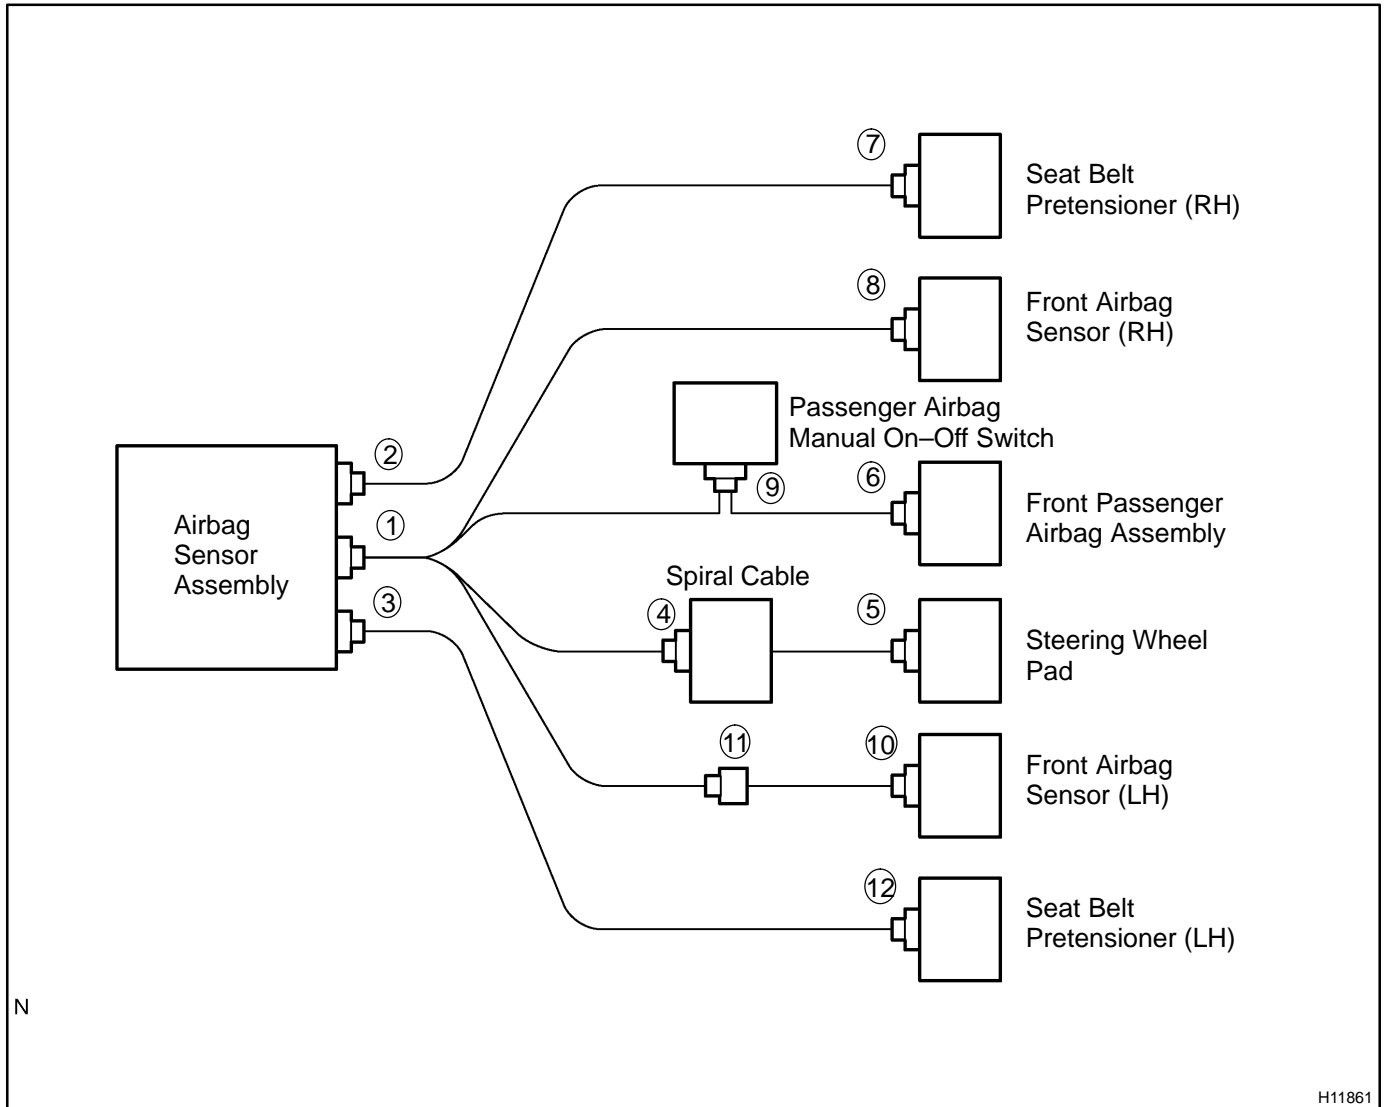 7
Seat Belt
Pretensioner (RH)
8
Front Airbag
Sensor (RH)
Passenger Airbag
Manual On–Off Switch
2
9
6
Front Passenger
Airbag Assembly
1
Airbag
Sensor
Assembly
Spiral Cable
3
4
5
Steering Wheel
Pad
11
10
Front Airbag
Sensor (LH)
12
Seat Belt
Pretensioner (LH)
N
H11861